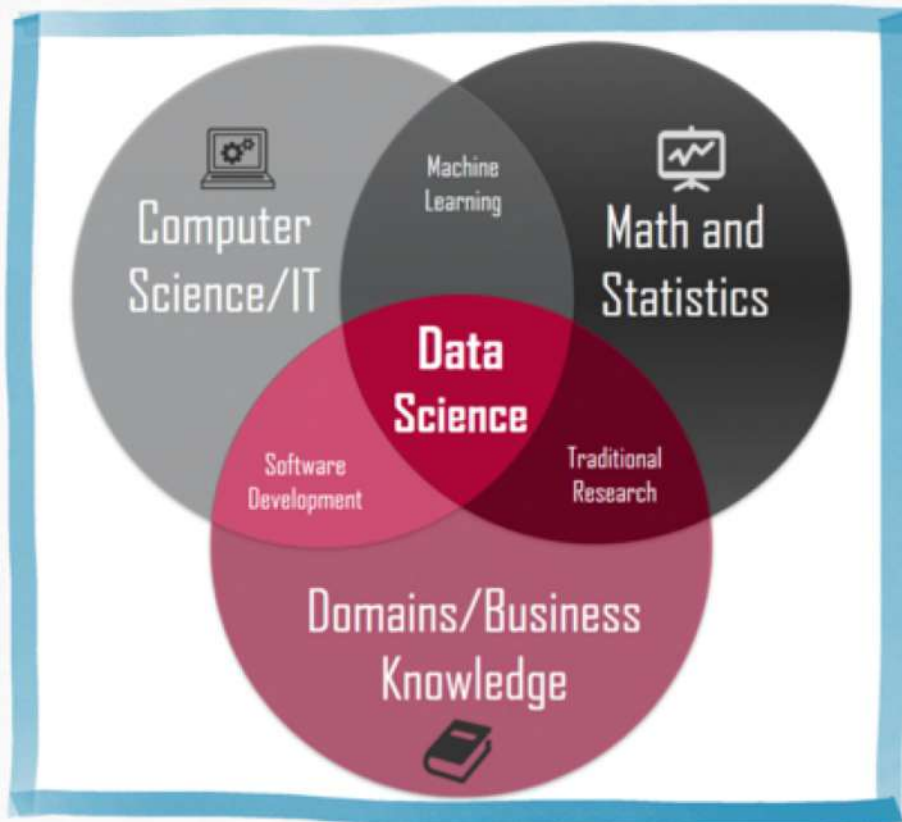 Machine
Learning
Computer
Science/IT
Math and
Statistics
Data
Science
Software
Development
Traditional
Research
Domains/Business
Knowledge